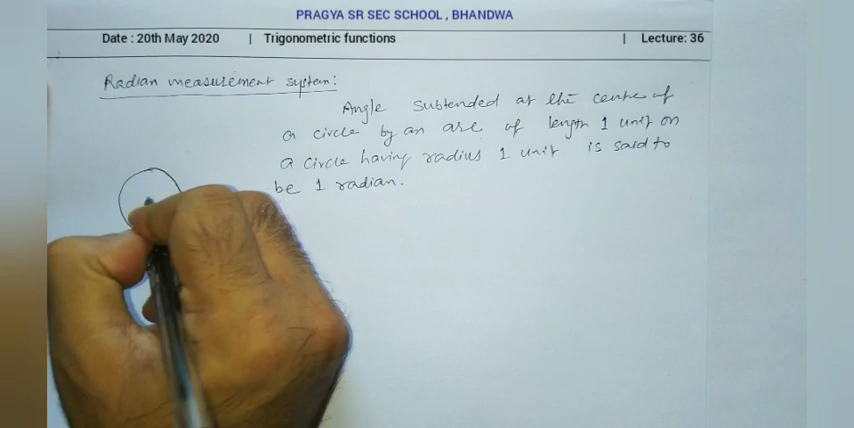 PRAGYA SR SEC SCHOOL , BHANDWA
Date : 20th May 2020 | Trigonometric functions | Lecture: 36
Radian measurement system:
Angle subtended at the centre of
a circle by an arc of length 1 unit on
a circle having radius 1 unit is said to
be 1 radian.